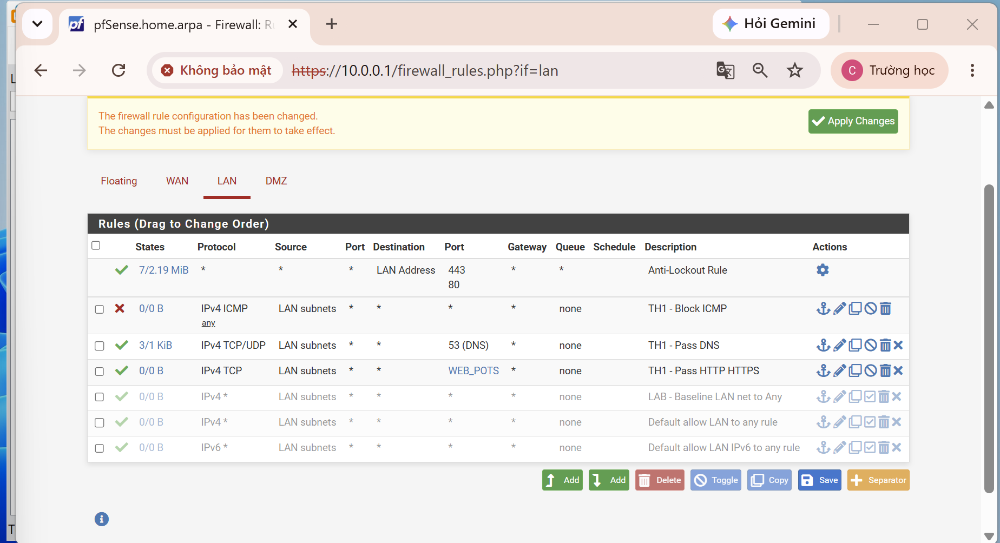 pfSense.home.arpa - Firewall: Ru
Hỏi Gemini
Không bảo mật https://10.0.0.1/firewall_rules.php?if=lan
C Trường học
The firewall rule configuration has been changed.
The changes must be applied for them to take effect.
Apply Changes
Floating WAN LAN DMZ
Rules (Drag to Change Order)
States Protocol Source Port Destination Port Gateway Queue Schedule Description Actions
7/2.19 MiB * * * LAN Address 443 * * Anti-Lockout Rule
80
0/0 B IPv4 ICMP LAN subnets * * * * none TH1 - Block ICMP
any
3/1 KiB IPv4 TCP/UDP LAN subnets * * 53 (DNS) * none TH1 - Pass DNS
0/0 B IPv4 TCP LAN subnets * * WEB_POTS * none TH1 - Pass HTTP HTTPS
0/0 B IPv4 * LAN subnets * * * * none LAB - Baseline LAN net to Any
0/0 B IPv4 * LAN subnets * * * * none Default allow LAN to any rule
0/0 B IPv6 * LAN subnets * * * * none Default allow LAN IPv6 to any rule
Add Add Delete Toggle Copy Save Separator